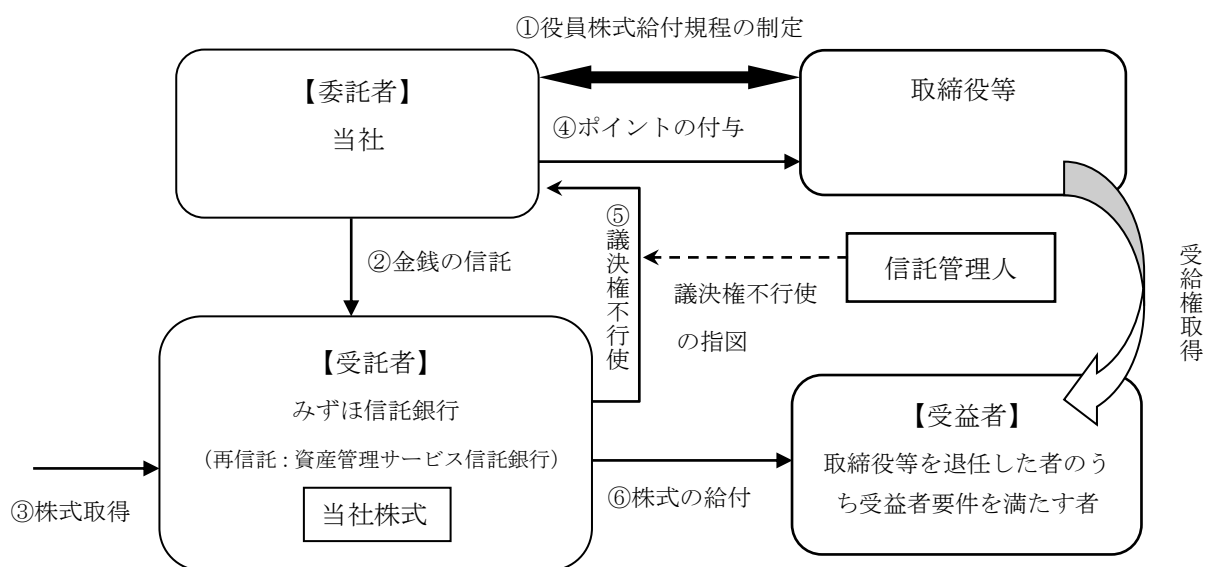 ①役員株式給付規程の制定
【委託者】
当社
取締役等
④ポイントの付与
②金銭の信託
⑤議決権不行使
信託管理人
議決権不行使
の指図
受給権取得
【受託者】
みずほ信託銀行
(再信託:資産管理サービス信託銀行)
当社株式
③株式取得
⑥株式の給付
【受益者】
取締役等を退任した者のう
ち受益者要件を満たす者